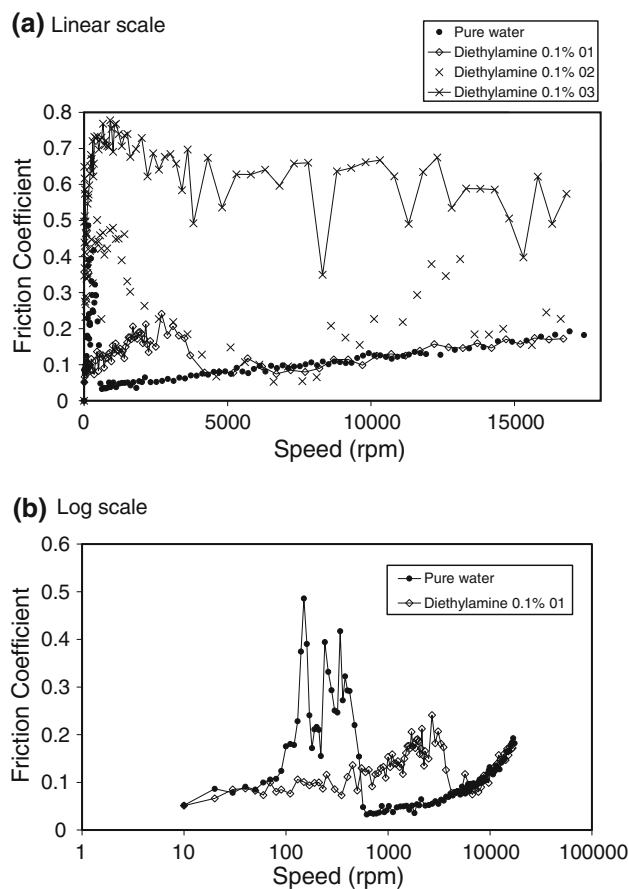 (a) Linear scale
Pure water
Diethylamine 0.1% 01
Diethylamine 0.1% 02
Diethylamine 0.1% 03
0.8
0.7
0.6
0.5
0.4
0.3
0.2
0.1
0
Friction Coefficient
0 5000 10000 15000
Speed (rpm)
(b) Log scale
Pure water
Diethylamine 0.1% 01
0.6
0.5
0.4
0.3
0.2
0.1
0
Friction Coefficient
1 10 100 1000 10000 100000
Speed (rpm)